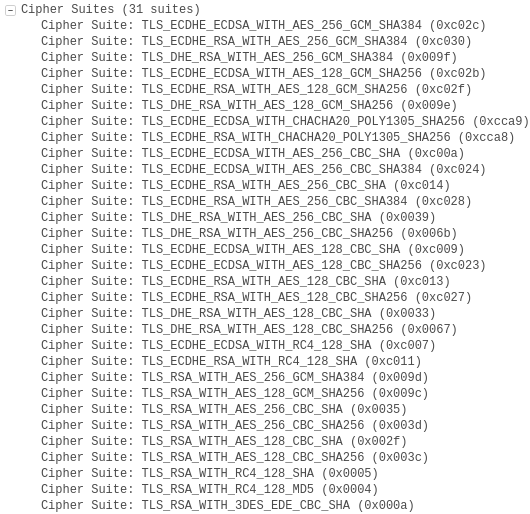 Cipher Suites (31 suites)
Cipher Suite: TLS_ECDHE_ECDSA_WITH_AES_256_GCM_SHA384 (0xc02c)
Cipher Suite: TLS_ECDHE_RSA_WITH_AES_256_GCM_SHA384 (0xc030)
Cipher Suite: TLS_DHE_RSA_WITH_AES_256_GCM_SHA384 (0x009f)
Cipher Suite: TLS_ECDHE_ECDSA_WITH_AES_128_GCM_SHA256 (0xc02b)
Cipher Suite: TLS_ECDHE_RSA_WITH_AES_128_GCM_SHA256 (0xc02f)
Cipher Suite: TLS_DHE_RSA_WITH_AES_128_GCM_SHA256 (0x009e)
Cipher Suite: TLS_ECDHE_ECDSA_WITH_CHACHA20_POLY1305_SHA256 (0xcca9)
Cipher Suite: TLS_ECDHE_RSA_WITH_CHACHA20_POLY1305_SHA256 (0xcca8)
Cipher Suite: TLS_ECDHE_ECDSA_WITH_AES_256_CBC_SHA (0xc00a)
Cipher Suite: TLS_ECDHE_ECDSA_WITH_AES_256_CBC_SHA384 (0xc024)
Cipher Suite: TLS_ECDHE_RSA_WITH_AES_256_CBC_SHA (0xc014)
Cipher Suite: TLS_ECDHE_RSA_WITH_AES_256_CBC_SHA384 (0xc028)
Cipher Suite: TLS_DHE_RSA_WITH_AES_256_CBC_SHA (0x0039)
Cipher Suite: TLS_DHE_RSA_WITH_AES_256_CBC_SHA256 (0x006b)
Cipher Suite: TLS_ECDHE_ECDSA_WITH_AES_128_CBC_SHA (0xc009)
Cipher Suite: TLS_ECDHE_ECDSA_WITH_AES_128_CBC_SHA256 (0xc023)
Cipher Suite: TLS_ECDHE_RSA_WITH_AES_128_CBC_SHA (0xc013)
Cipher Suite: TLS_ECDHE_RSA_WITH_AES_128_CBC_SHA256 (0xc027)
Cipher Suite: TLS_DHE_RSA_WITH_AES_128_CBC_SHA (0x0033)
Cipher Suite: TLS_DHE_RSA_WITH_AES_128_CBC_SHA256 (0x0067)
Cipher Suite: TLS_ECDHE_ECDSA_WITH_RC4_128_SHA (0xc007)
Cipher Suite: TLS_ECDHE_RSA_WITH_RC4_128_SHA (0xc011)
Cipher Suite: TLS_RSA_WITH_AES_256_GCM_SHA384 (0x009d)
Cipher Suite: TLS_RSA_WITH_AES_128_GCM_SHA256 (0x009c)
Cipher Suite: TLS_RSA_WITH_AES_256_CBC_SHA (0x0035)
Cipher Suite: TLS_RSA_WITH_AES_256_CBC_SHA256 (0x003d)
Cipher Suite: TLS_RSA_WITH_AES_128_CBC_SHA (0x002f)
Cipher Suite: TLS_RSA_WITH_AES_128_CBC_SHA256 (0x003c)
Cipher Suite: TLS_RSA_WITH_RC4_128_SHA (0x0005)
Cipher Suite: TLS_RSA_WITH_RC4_128_MD5 (0x0004)
Cipher Suite: TLS_RSA_WITH_3DES_EDE_CBC_SHA (0x000a)